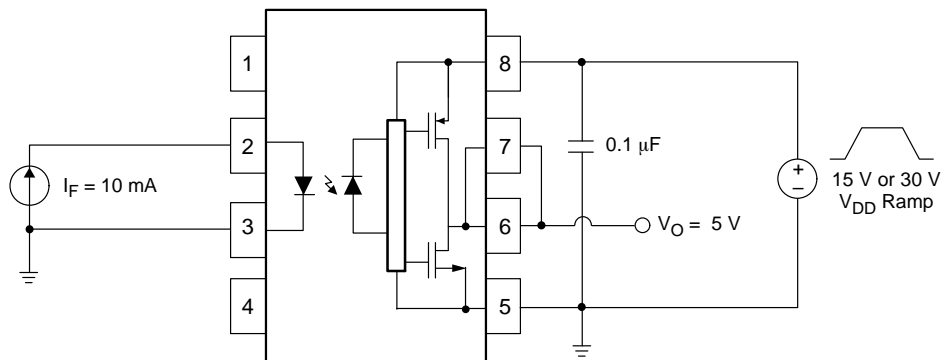 1
8
2
7
0.1 µF
I_F = 10 mA
+
−
15 V or 30 V
V_DD Ramp
3
6
V_O = 5 V
4
5